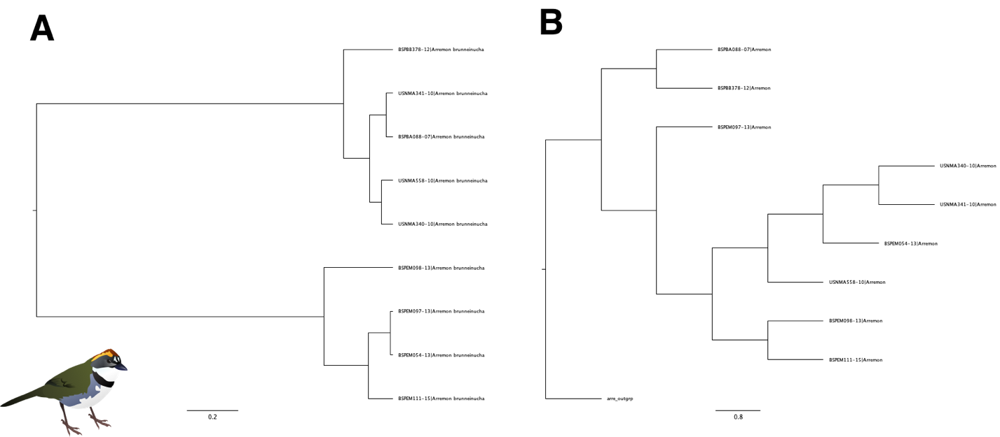 A
BSPBB378-12|Arremon brunneinucha
USNMA341-10|Arremon brunneinucha
BSPBA088-07|Arremon brunneinucha
USNMA558-10|Arremon brunneinucha
USNMA340-10|Arremon brunneinucha
BSPEM098-13|Arremon brunneinucha
BSPEM097-13|Arremon brunneinucha
BSPEM054-13|Arremon brunneinucha
BSPEM111-15|Arremon brunneinucha
0.2
B
BSPBA088-07|Arremon
BSPBB378-12|Arremon
BSPEM097-13|Arremon
USNMA340-10|Arremon
USNMA341-10|Arremon
BSPEM054-13|Arremon
USNMA558-10|Arremon
BSPEM098-13|Arremon
BSPEM111-15|Arremon
arre_outgrp
0.8